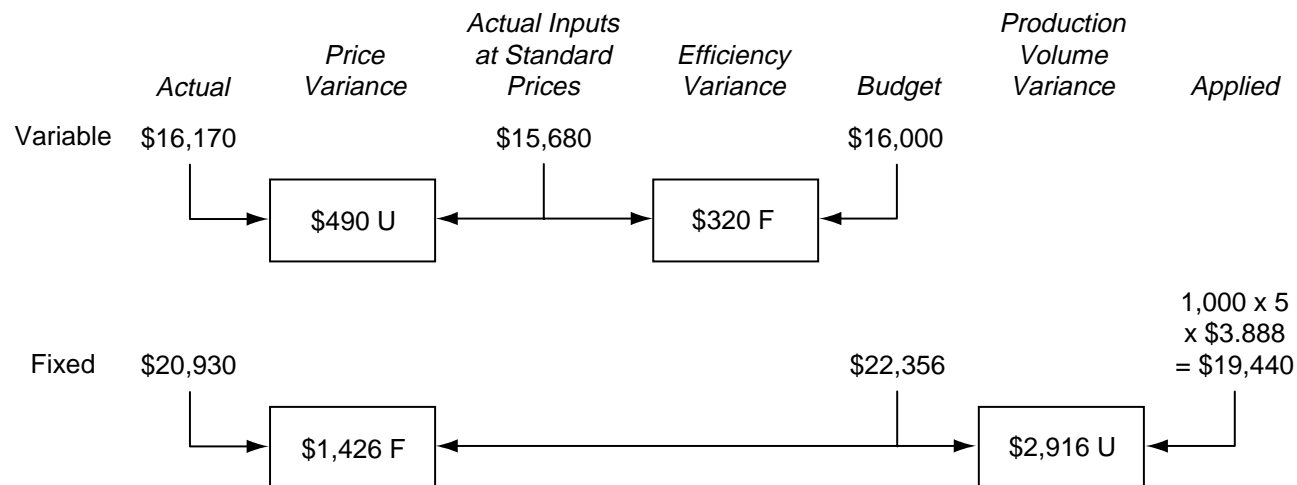 Actual
Price
Variance
Actual Inputs
at Standard
Prices
Efficiency
Variance
Budget
Production
Volume
Variance
Applied
Variable $16,170 $15,680 $16,000
$490 U $320 F
1,000 x 5
x $3.888
Fixed $20,930 $22,356 = $19,440
$1,426 F $2,916 U